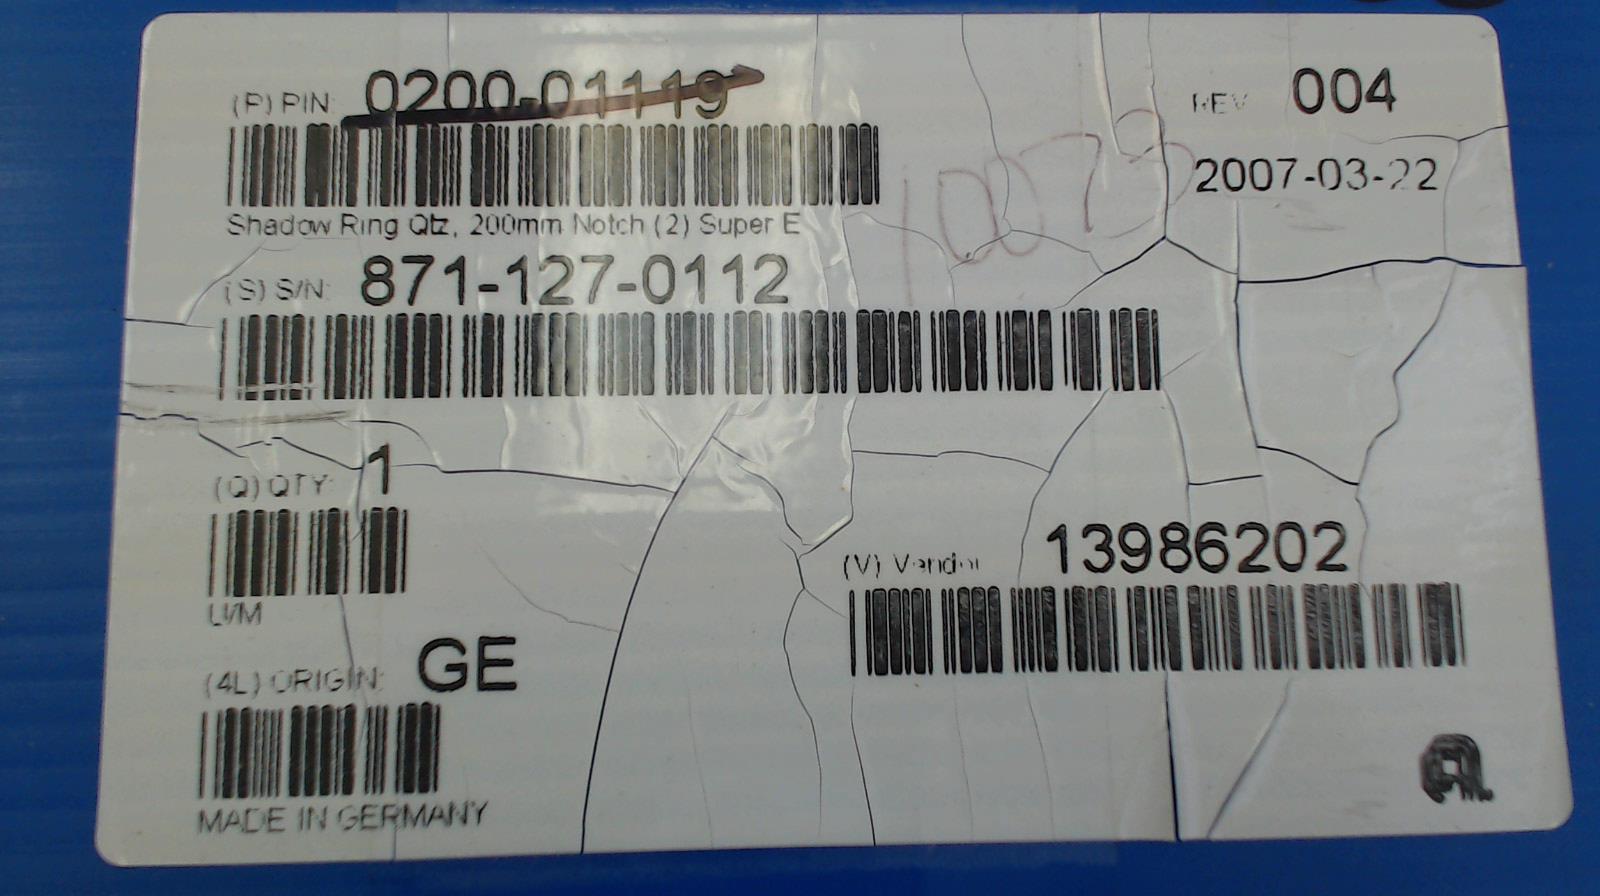 (P) P/N: 0200-01119
REV 004
2007-03-22
Shadow Ring Qtz, 200mm Notch (2) Super E
(S) S/N: 871-127-0112
(Q) QTY: 1
U/M
(V) Vendor 13986202
(4L) ORIGIN: GE
MADE IN GERMANY